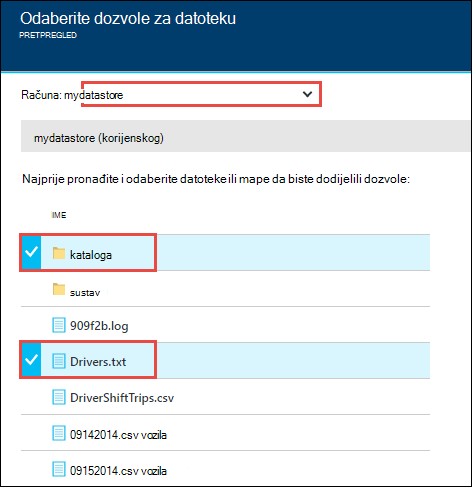 Odaberite dozvole za datoteku
PRETPREGLED
Računa: mydatastore
mydatastore (korijenskog)
Najprije pronađite i odaberite datoteke ili mape da biste dodijelili dozvole:
IME
kataloga
sustav
909f2b.log
Drivers.txt
DriverShiftTrips.csv
09142014.csv vozila
09152014.csv vozila